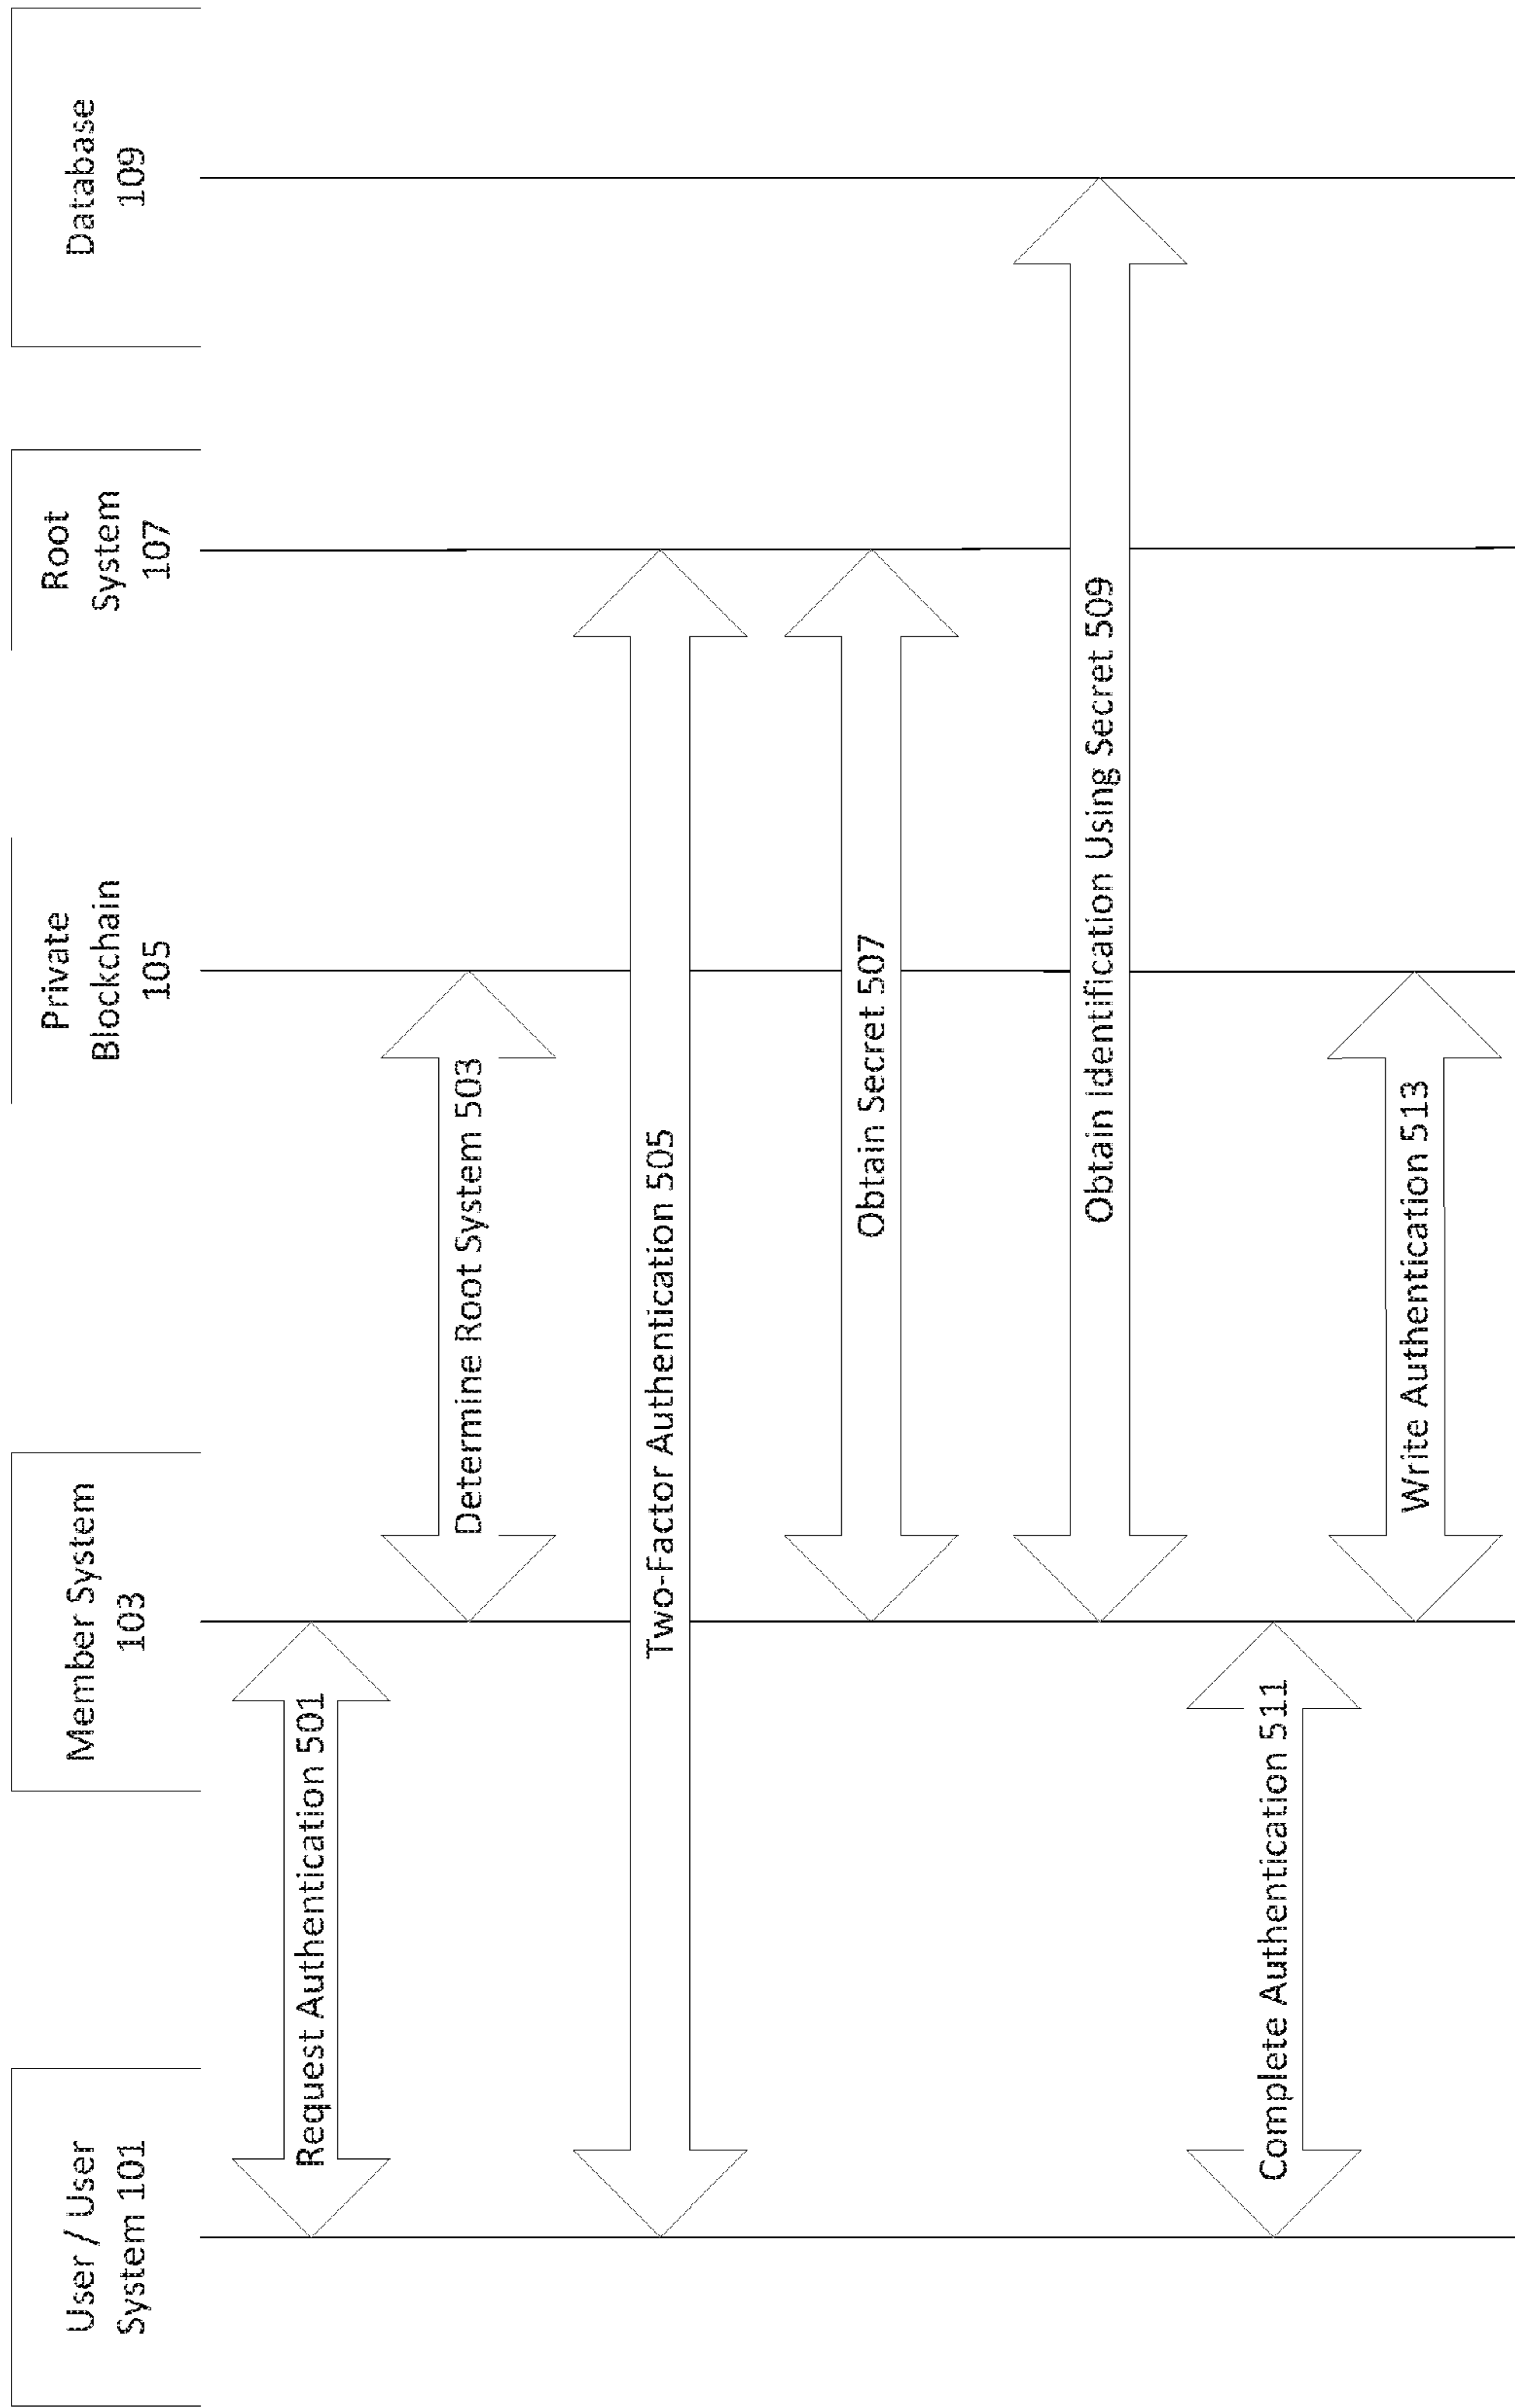 User / User
System 101
Member System
103
Private
Blockchain
105
Root
System
107
Database
109
Request Authentication 501
Determine Root System 503
Two-Factor Authentication 505
Obtain Secret 507
Obtain Identification Using Secret 509
Complete Authentication 511
Write Authentication 513